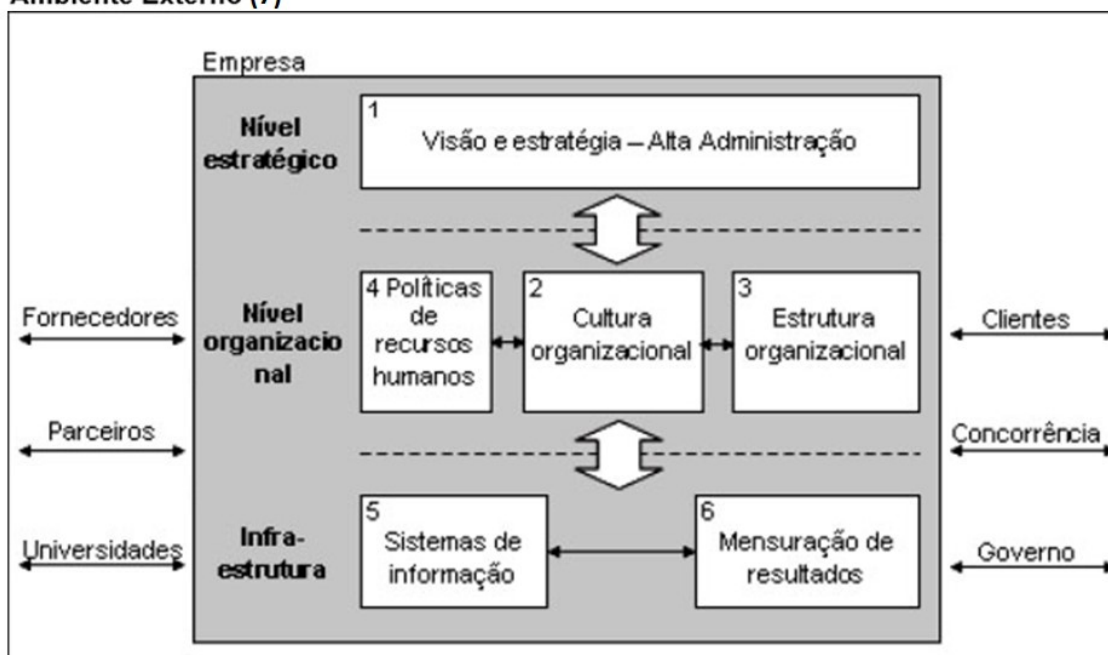 Ambiente Externo (7)
Empresa
Nível
estratégico
1
Visão e estratégia – Alta Administração
Fornecedores
Parceiros
Universidades
Nível
organizacio
nal
4 Políticas
de
recursos
humanos
2
Cultura
organizacional
3
Estrutura
organizacional
Clientes
Concorrência
Governo
Infra-
estrutura
5
Sistemas de
informação
6
Mensuração de
resultados